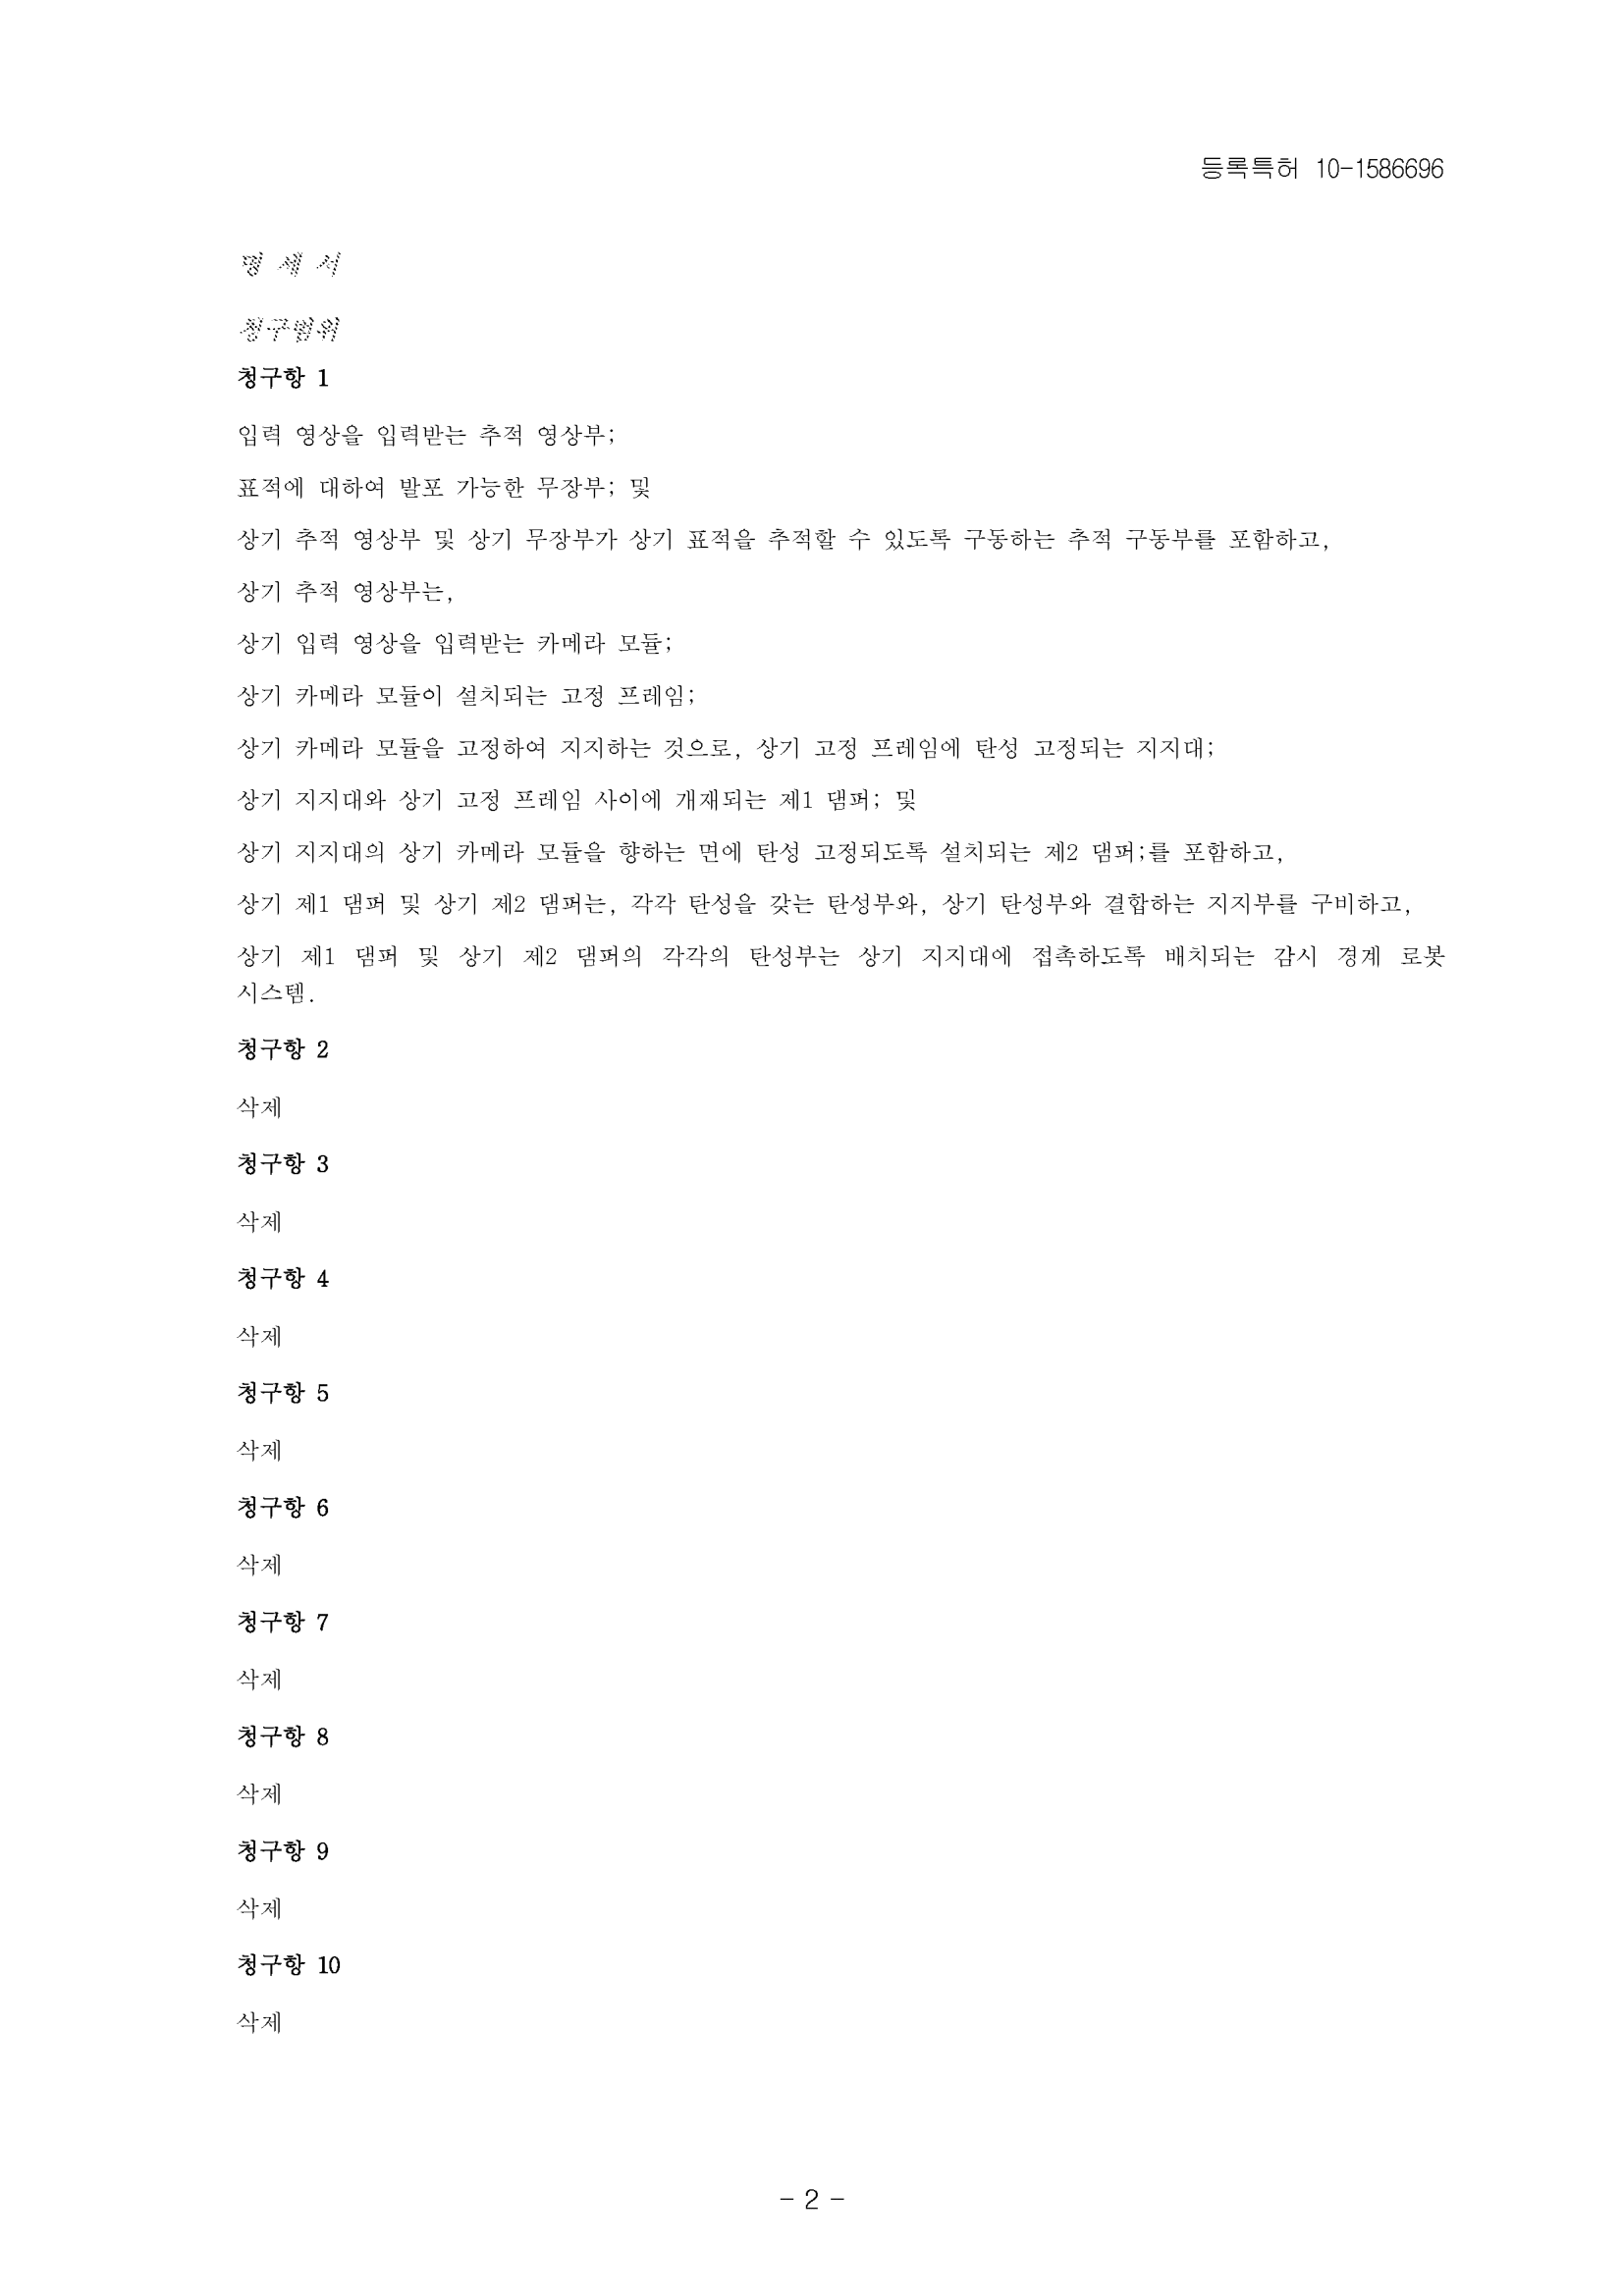 등록특허 10-1586696
명 세 서
청구범위
청구항 1
입력 영상을 입력받는 추적 영상부;
표적에 대하여 발포 가능한 무장부; 및
상기 추적 영상부 및 상기 무장부가 상기 표적을 추적할 수 있도록 구동하는 추적 구동부를 포함하고,
상기 추적 영상부는,
상기 입력 영상을 입력받는 카메라 모듈;
상기 카메라 모듈이 설치되는 고정 프레임;
상기 카메라 모듈을 고정하여 지지하는 것으로, 상기 고정 프레임에 탄성 고정되는 지지대;
상기 지지대와 상기 고정 프레임 사이에 개재되는 제1 댐퍼; 및
상기 지지대의 상기 카메라 모듈을 향하는 면에 탄성 고정되도록 설치되는 제2 댐퍼;를 포함하고,
상기 제1 댐퍼 및 상기 제2 댐퍼는, 각각 탄성을 갖는 탄성부와, 상기 탄성부와 결합하는 지지부를 구비하고,
상기 제1 댐퍼 및 상기 제2 댐퍼의 각각의 탄성부는 상기 지지대에 접촉하도록 배치되는 감시 경계 로봇
시스템.
청구항 2
삭제
청구항 3
삭제
청구항 4
삭제
청구항 5
삭제
청구항 6
삭제
청구항 7
삭제
청구항 8
삭제
청구항 9
삭제
청구항 10
삭제
- 2 -